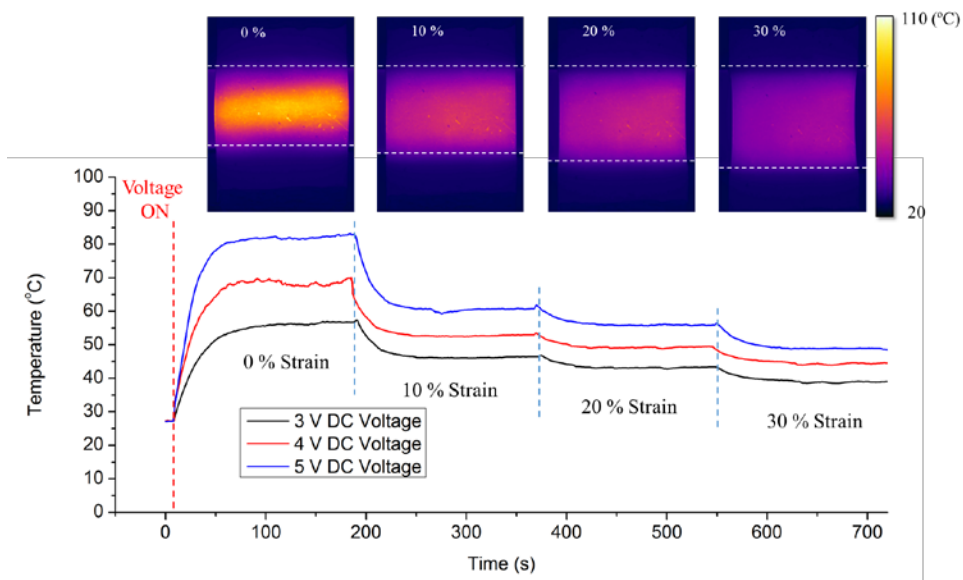 0 %
10 %
20 %
30 %
110 (°C)
20
Voltage
ON
100
90
80
70
60
50
40
30
20
10
0
Temperature (°C)
0 % Strain
10 % Strain
20 % Strain
30 % Strain
3 V DC Voltage
4 V DC Voltage
5 V DC Voltage
0
100
200
300
400
500
600
700
Time (s)